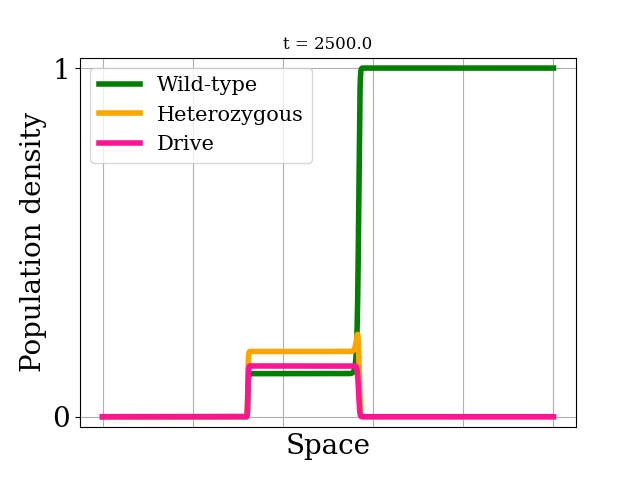 t = 2500.0
1
Wild-type
Heterozygous
Drive
Population density
0
Space